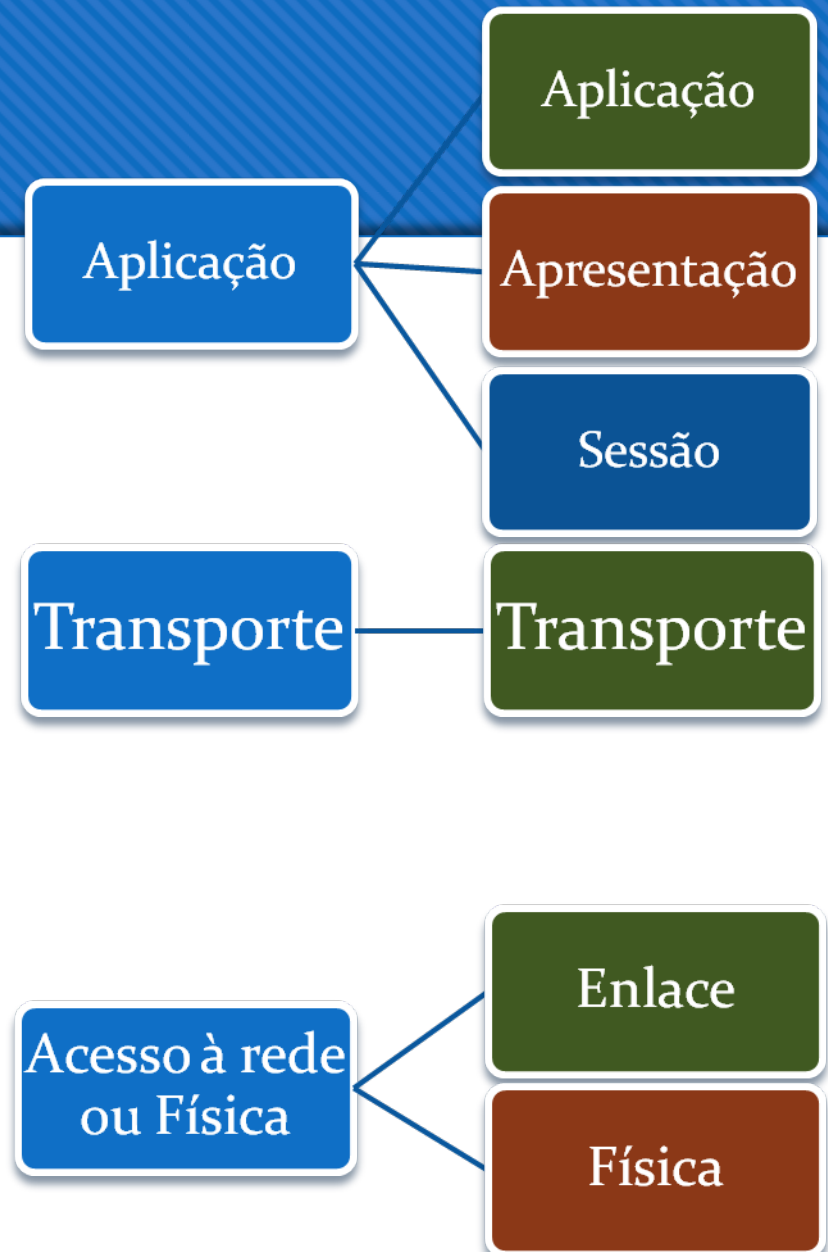 Aplicação
Aplicação
Apresentação
Sessão
Transporte
Transporte
Acesso à rede
ou Física
Enlace
Física